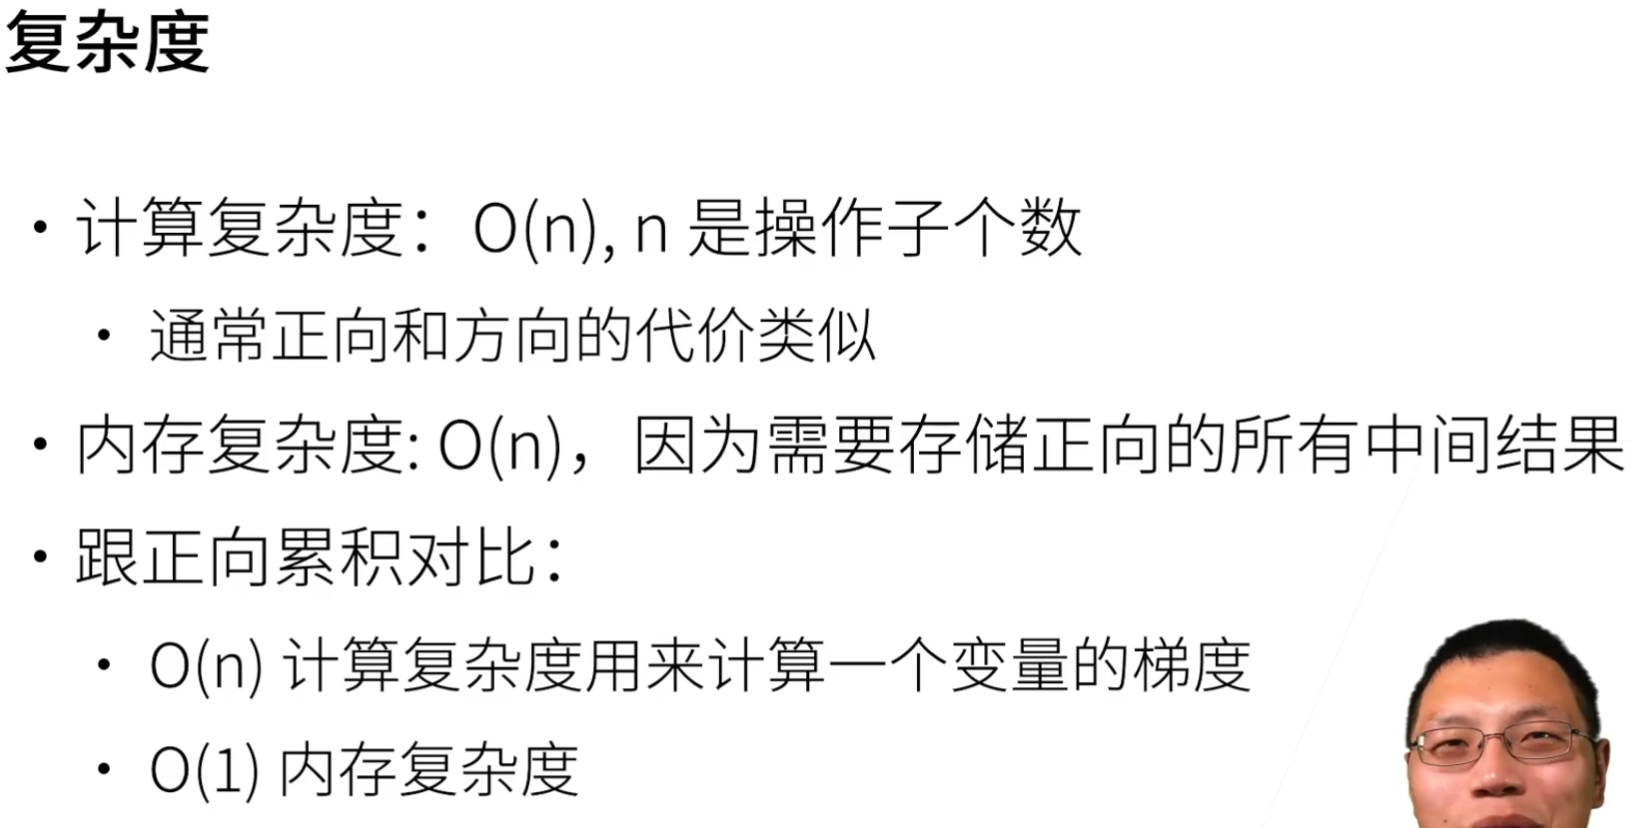 复杂度
• 计算复杂度：O(n), n 是操作子个数
• 通常正向和方向的代价类似
• 内存复杂度: O(n)，因为需要存储正向的所有中间结果
• 跟正向累积对比：
• O(n) 计算复杂度用来计算一个变量的梯度
• O(1) 内存复杂度